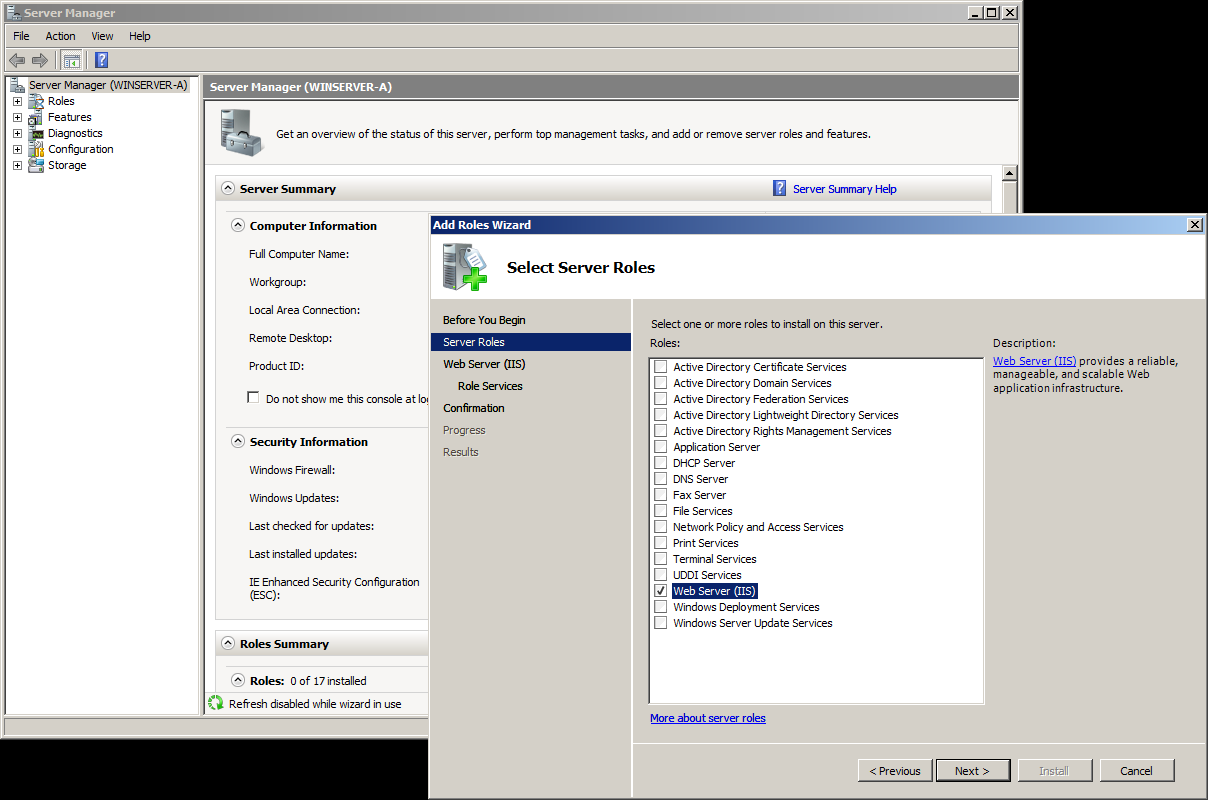 Server Manager
File Action View Help
Server Manager (WINSERVER-A)
Roles
Features
Diagnostics
Configuration
Storage
Server Manager (WINSERVER-A)
Get an overview of the status of this server, perform top management tasks, and add or remove server roles and features.
Server Summary
Server Summary Help
Computer Information
Full Computer Name:
Workgroup:
Local Area Connection:
Remote Desktop:
Product ID:
Do not show me this console at
Security Information
Windows Firewall:
Windows Updates:
Last checked for updates:
Last installed updates:
IE Enhanced Security Configuration
(ESC):
Roles Summary
Roles: 0 of 17 installed
Refresh disabled while wizard in use
Add Roles Wizard
Select Server Roles
Before You Begin
Server Roles
Web Server (IIS)
Role Services
Confirmation
Progress
Results
Select one or more roles to install on this server.
Roles:
Active Directory Certificate Services
Active Directory Domain Services
Active Directory Federation Services
Active Directory Lightweight Directory Services
Active Directory Rights Management Services
Application Server
DHCP Server
DNS Server
Fax Server
File Services
Network Policy and Access Services
Print Services
Terminal Services
UDDI Services
Web Server (IIS)
Windows Deployment Services
Windows Server Update Services
More about server roles
Description:
Web Server (IIS) provides a reliable,
manageable, and scalable Web
application infrastructure.
< Previous Next > Install Cancel